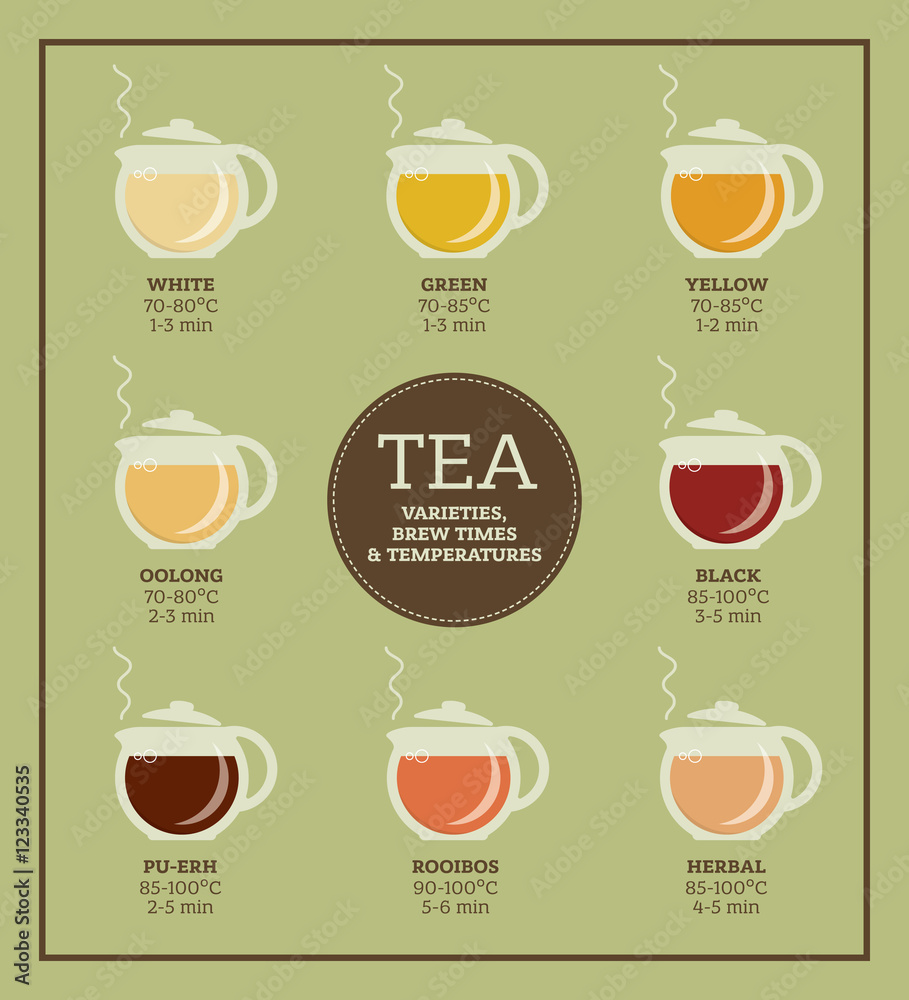 WHITE
70-80°C
1-3 min
GREEN
70-85°C
1-3 min
YELLOW
70-85°C
1-2 min
OOLONG
70-80°C
2-3 min
TEA
VARIETIES,
BREW TIMES
& TEMPERATURES
BLACK
85-100°C
3-5 min
PU-ERH
85-100°C
2-5 min
ROOIBOS
90-100°C
5-6 min
HERBAL
85-100°C
4-5 min
Adobe Stock | #123340535